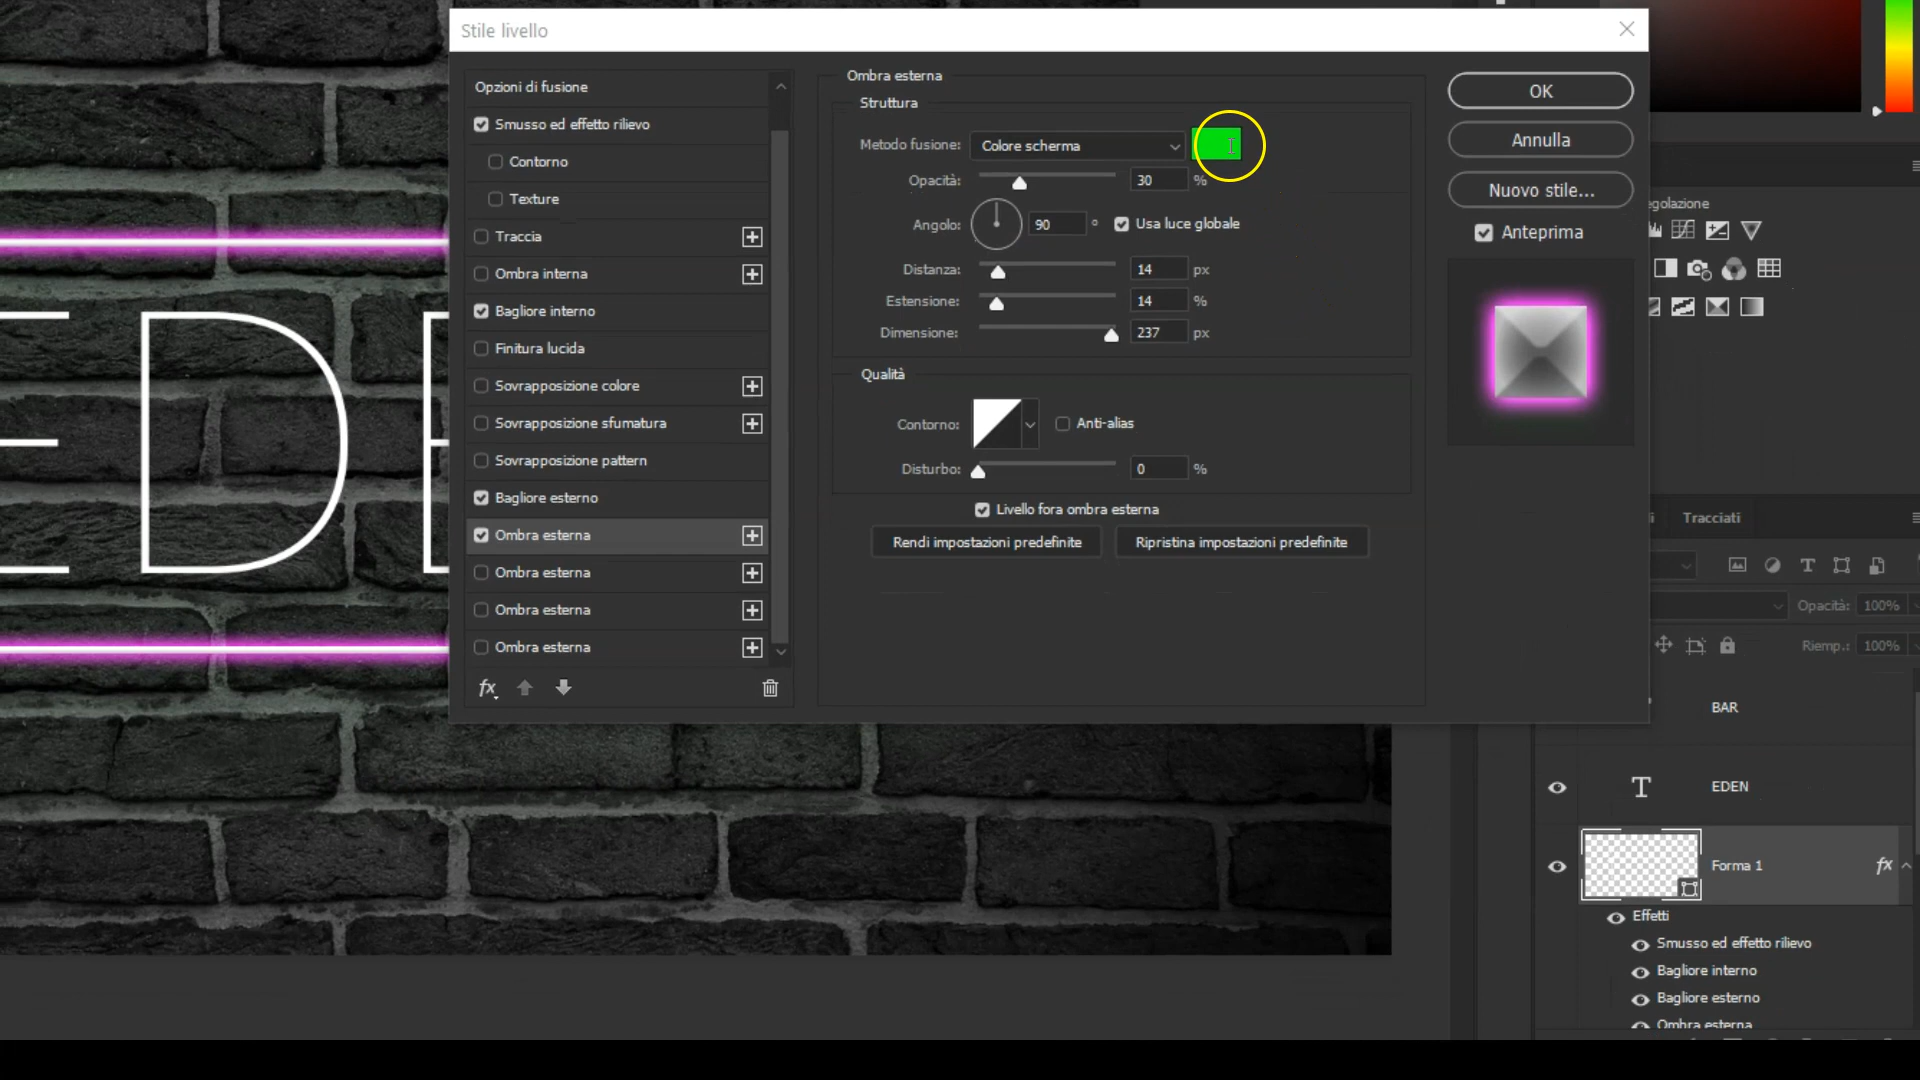 Stile livello
Opzioni di fusione
Smusso ed effetto rilievo
Contorno
Texture
Traccia
Ombra interna
Bagliore interno
Finitura lucida
Sovrapposizione colore
Sovrapposizione sfumatura
Sovrapposizione pattern
Bagliore esterno
Ombra esterna
Ombra esterna
Ombra esterna
Ombra esterna
fx
Ombra esterna
Struttura
Metodo fusione: Colore scherma
Opacità: 30 %
Angolo: 90 ° Usa luce globale
Distanza: 14 px
Estensione: 14 %
Dimensione: 237 px
Qualità
Contorno: Anti-alias
Disturbo: 0 %
Livello fora ombra esterna
Rendi impostazioni predefinite Ripristina impostazioni predefinite
OK
Annulla
Nuovo stile...
Anteprima
EDE
egolazione
Tracciati
Opacità: 100%
Riemp.: 100%
BAR
T EDEN
Forma 1 fx
Effetti
Smusso ed effetto rilievo
Bagliore interno
Bagliore esterno
Ombra esterna